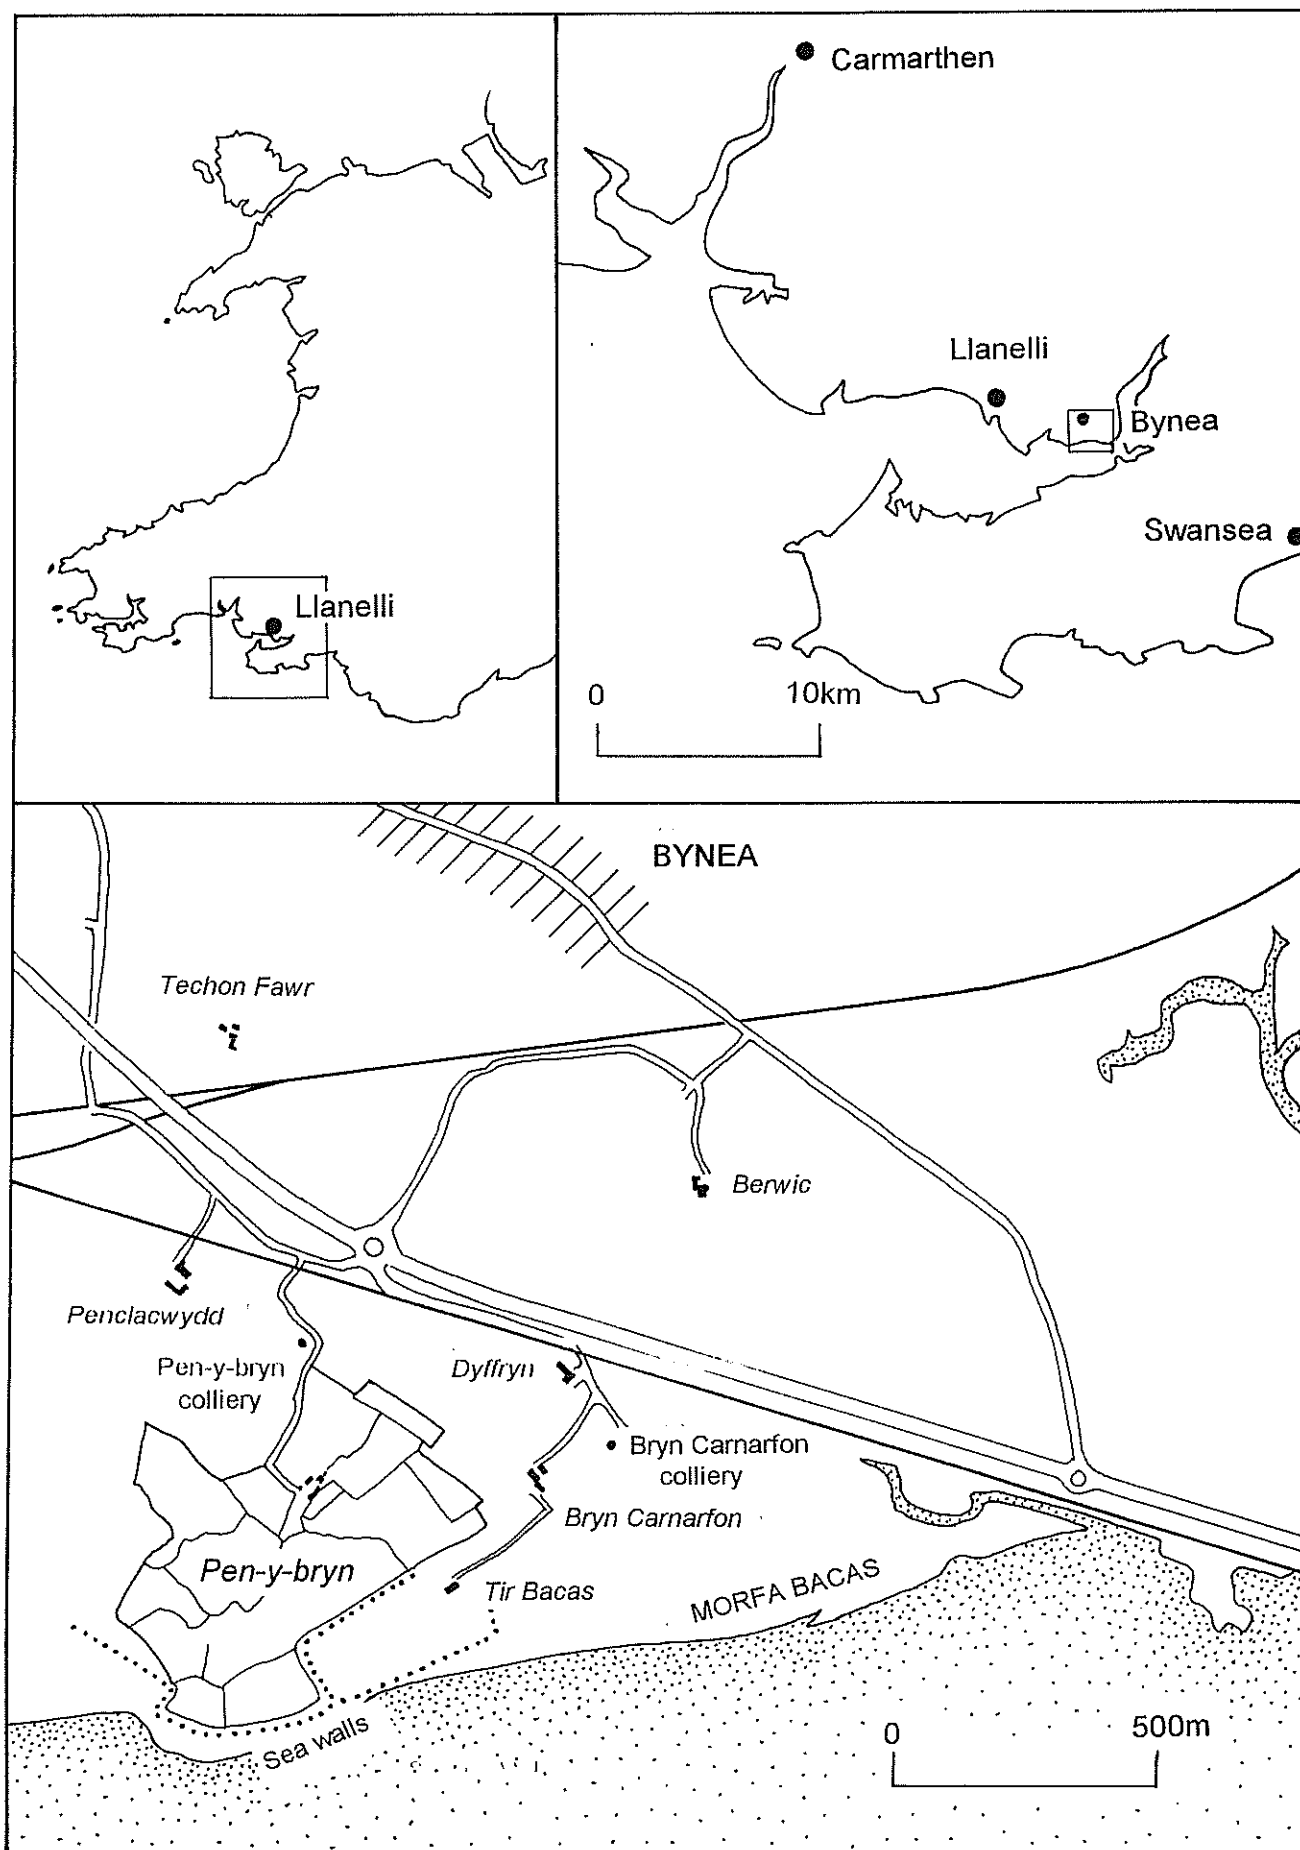 Llanelli
Carmarthen
Llanelli
Bynea
Swansea
0 10km
BYNEA
Techon Fawr
Berwic
Penclacwydd
Pen-y-bryn
colliery
Dyffryn
Bryn Carnarfon
colliery
Bryn Carnarfon
Pen-y-bryn
Tir Bacas
MORFA BACAS
Sea walls
0 500m